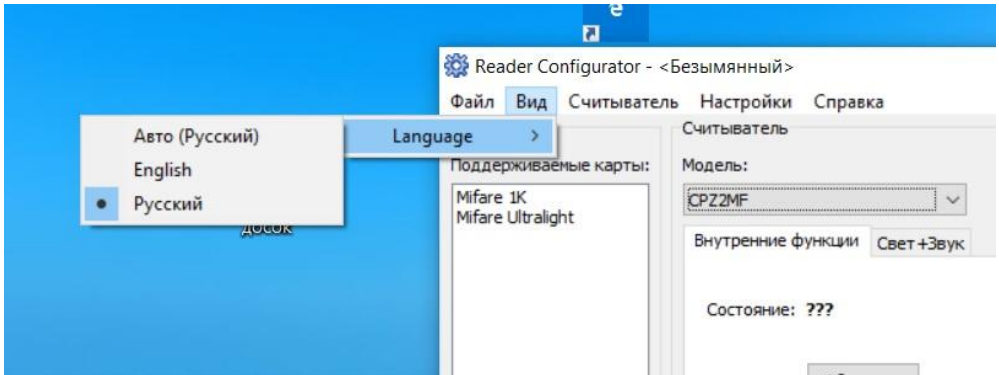 Reader Configurator - <Безымянный>
Файл Вид Считыватель Настройки Справка
Авто (Русский)
English
Русский
Language
Поддерживаемые карты:
Mifare 1K
Mifare Ultralight
Считыватель
Модель:
CPZ2MF
Внутренние функции Свет+Звук
Состояние: ???
досок